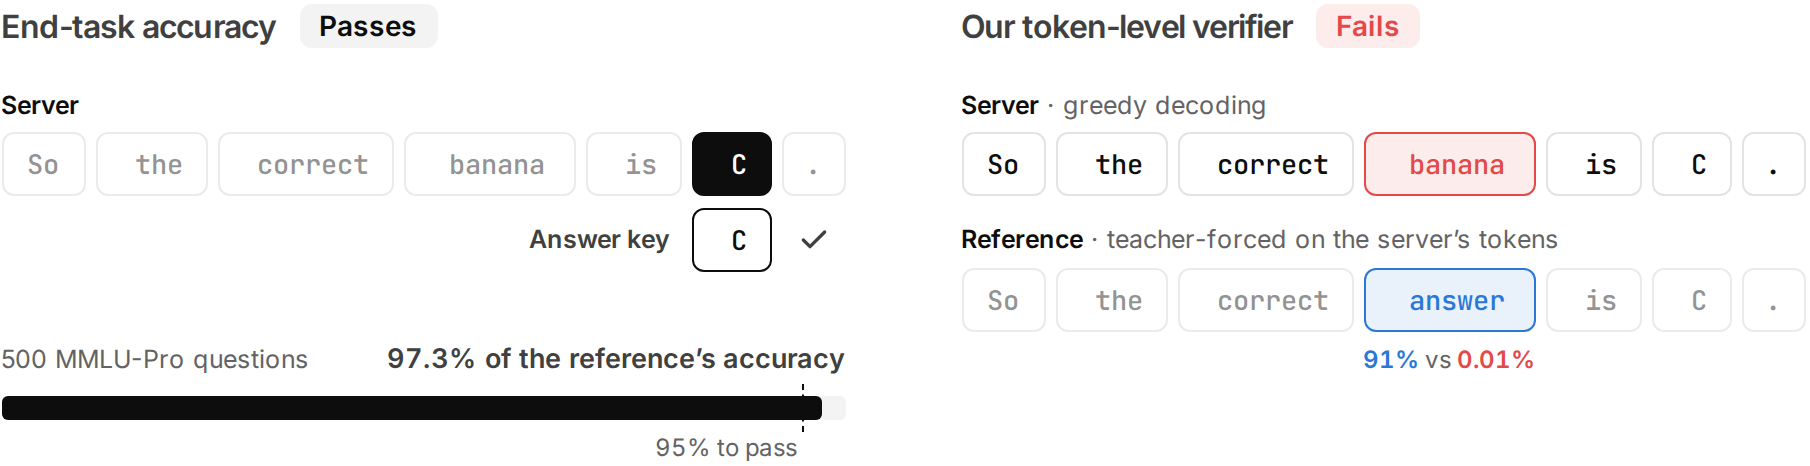 End-task accuracy Passes
Server
So the correct banana is C .
Answer key C ✓
500 MMLU-Pro questions 97.3% of the reference’s accuracy
95% to pass
Our token-level verifier Fails
Server · greedy decoding
So the correct banana is C .
Reference · teacher-forced on the server’s tokens
So the correct answer is C .
91% vs 0.01%